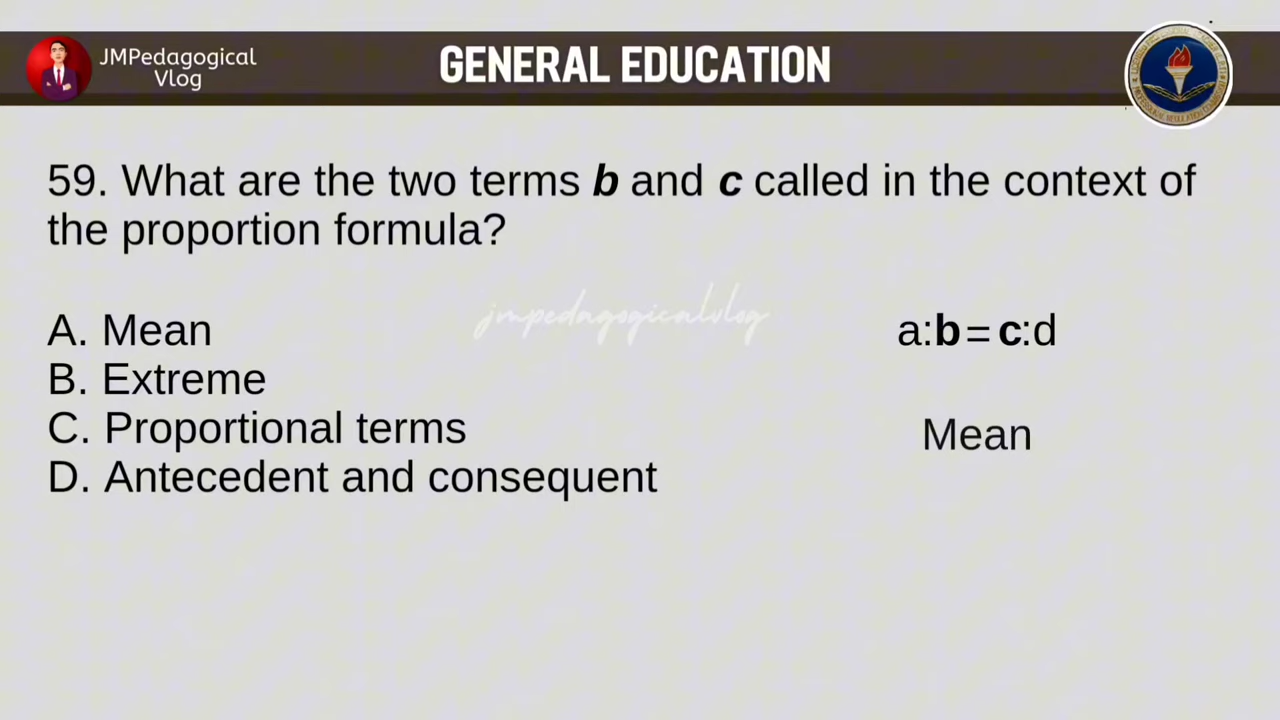 JMPedagogical
Vlog
GENERAL EDUCATION
59. What are the two terms b and c called in the context of
the proportion formula?
jmpedagogicalvlog
A. Mean
a:b = c:d
B. Extreme
C. Proportional terms
Mean
D. Antecedent and consequent